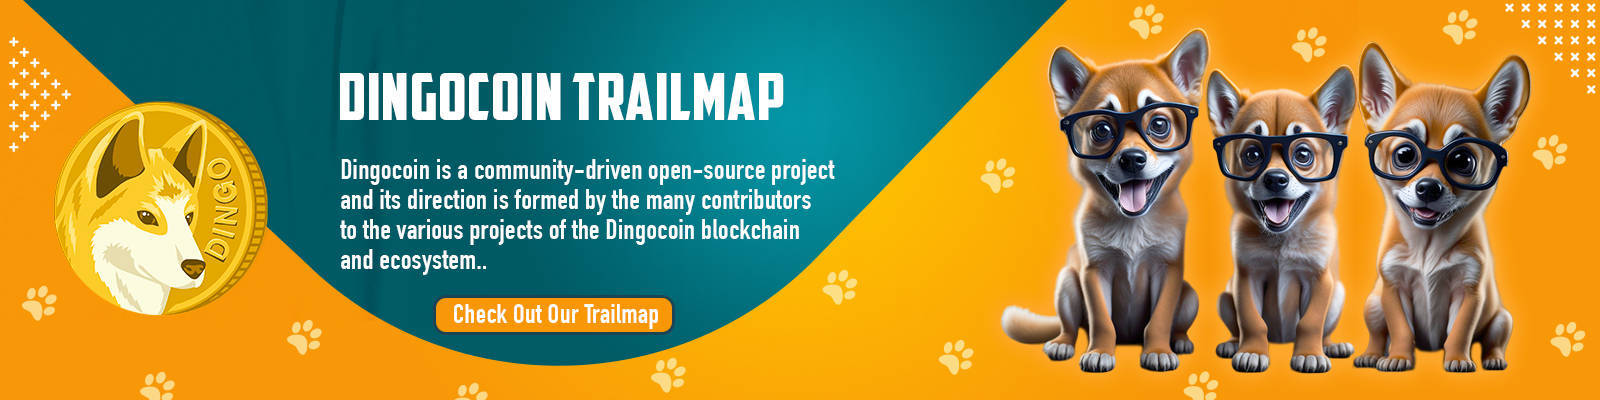 DINGOCOIN TRAILMAP
Dingocoin is a community-driven open-source project
and its direction is formed by the many contributors
to the various projects of the Dingocoin blockchain
and ecosystem..
Check Out Our Trailmap
DINGO